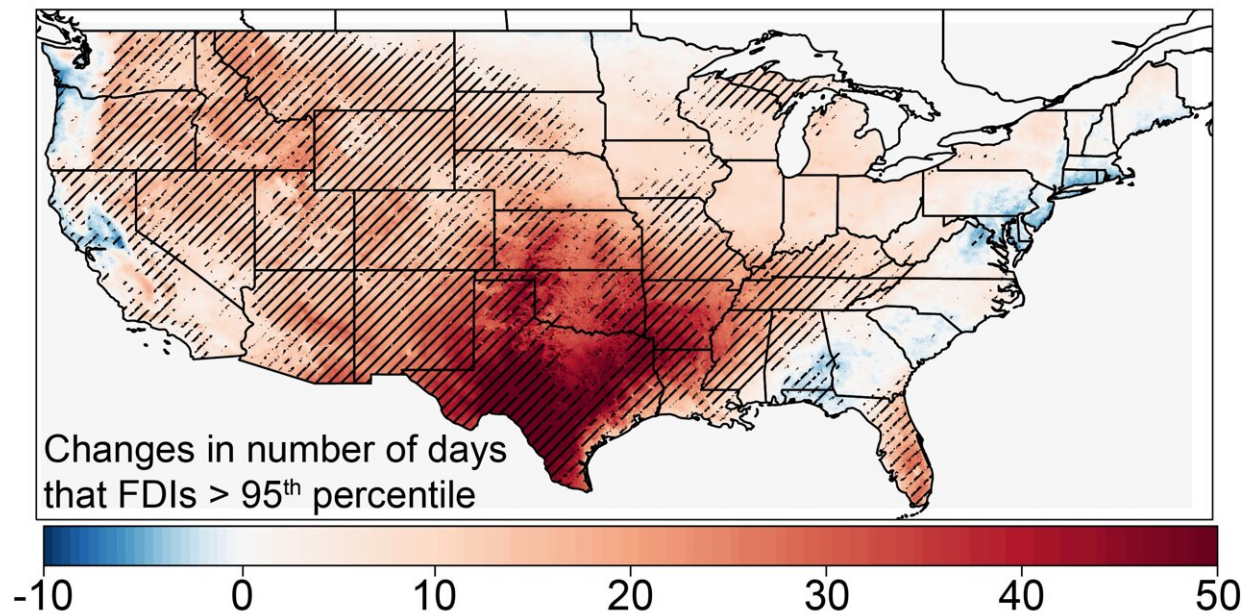 Changes in number of days
that FDIs > 95th percentile
-10 0 10 20 30 40 50